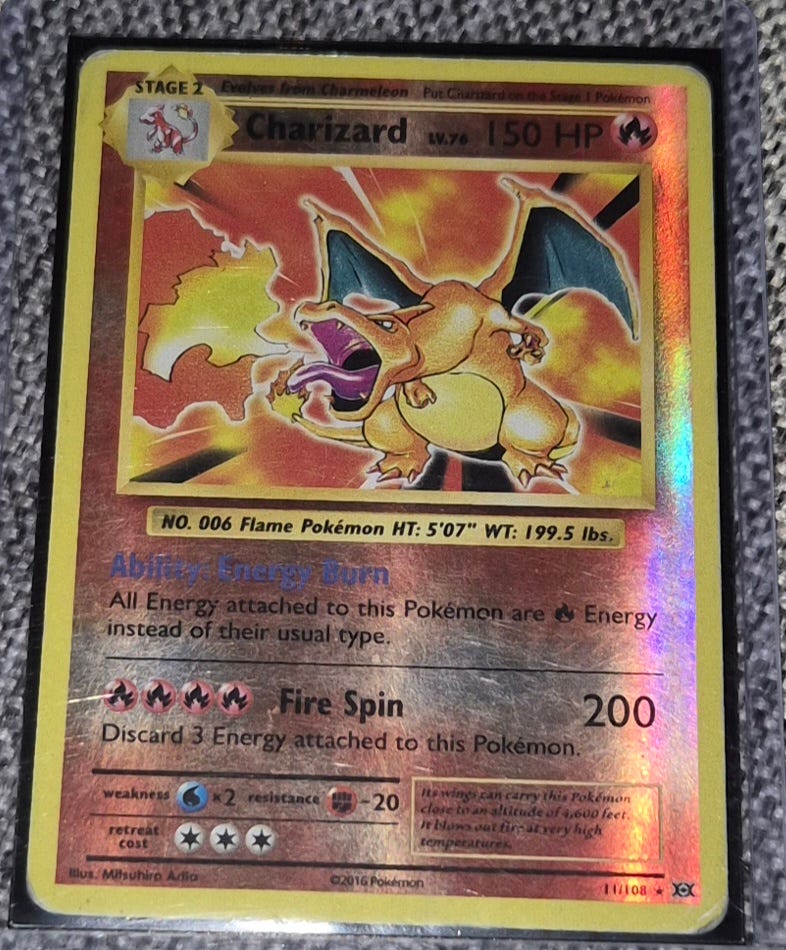 STAGE 2 Evolves from Charmeleon Put Charizard on the Stage 1 Pokémon
Charizard LV.76 150 HP
NO. 006 Flame Pokémon HT: 5'07" WT: 199.5 lbs.
Ability: Energy Burn
All Energy attached to this Pokémon are Energy
instead of their usual type.
Fire Spin 200
Discard 3 Energy attached to this Pokémon.
weakness ×2 resistance -20
retreat
cost
Its wings can carry this Pokémon
close to an altitude of 4,600 feet.
It blows out fire at very high
temperatures.
Illus. Mitsuhiro Arita ©2016 Pokémon 11/108